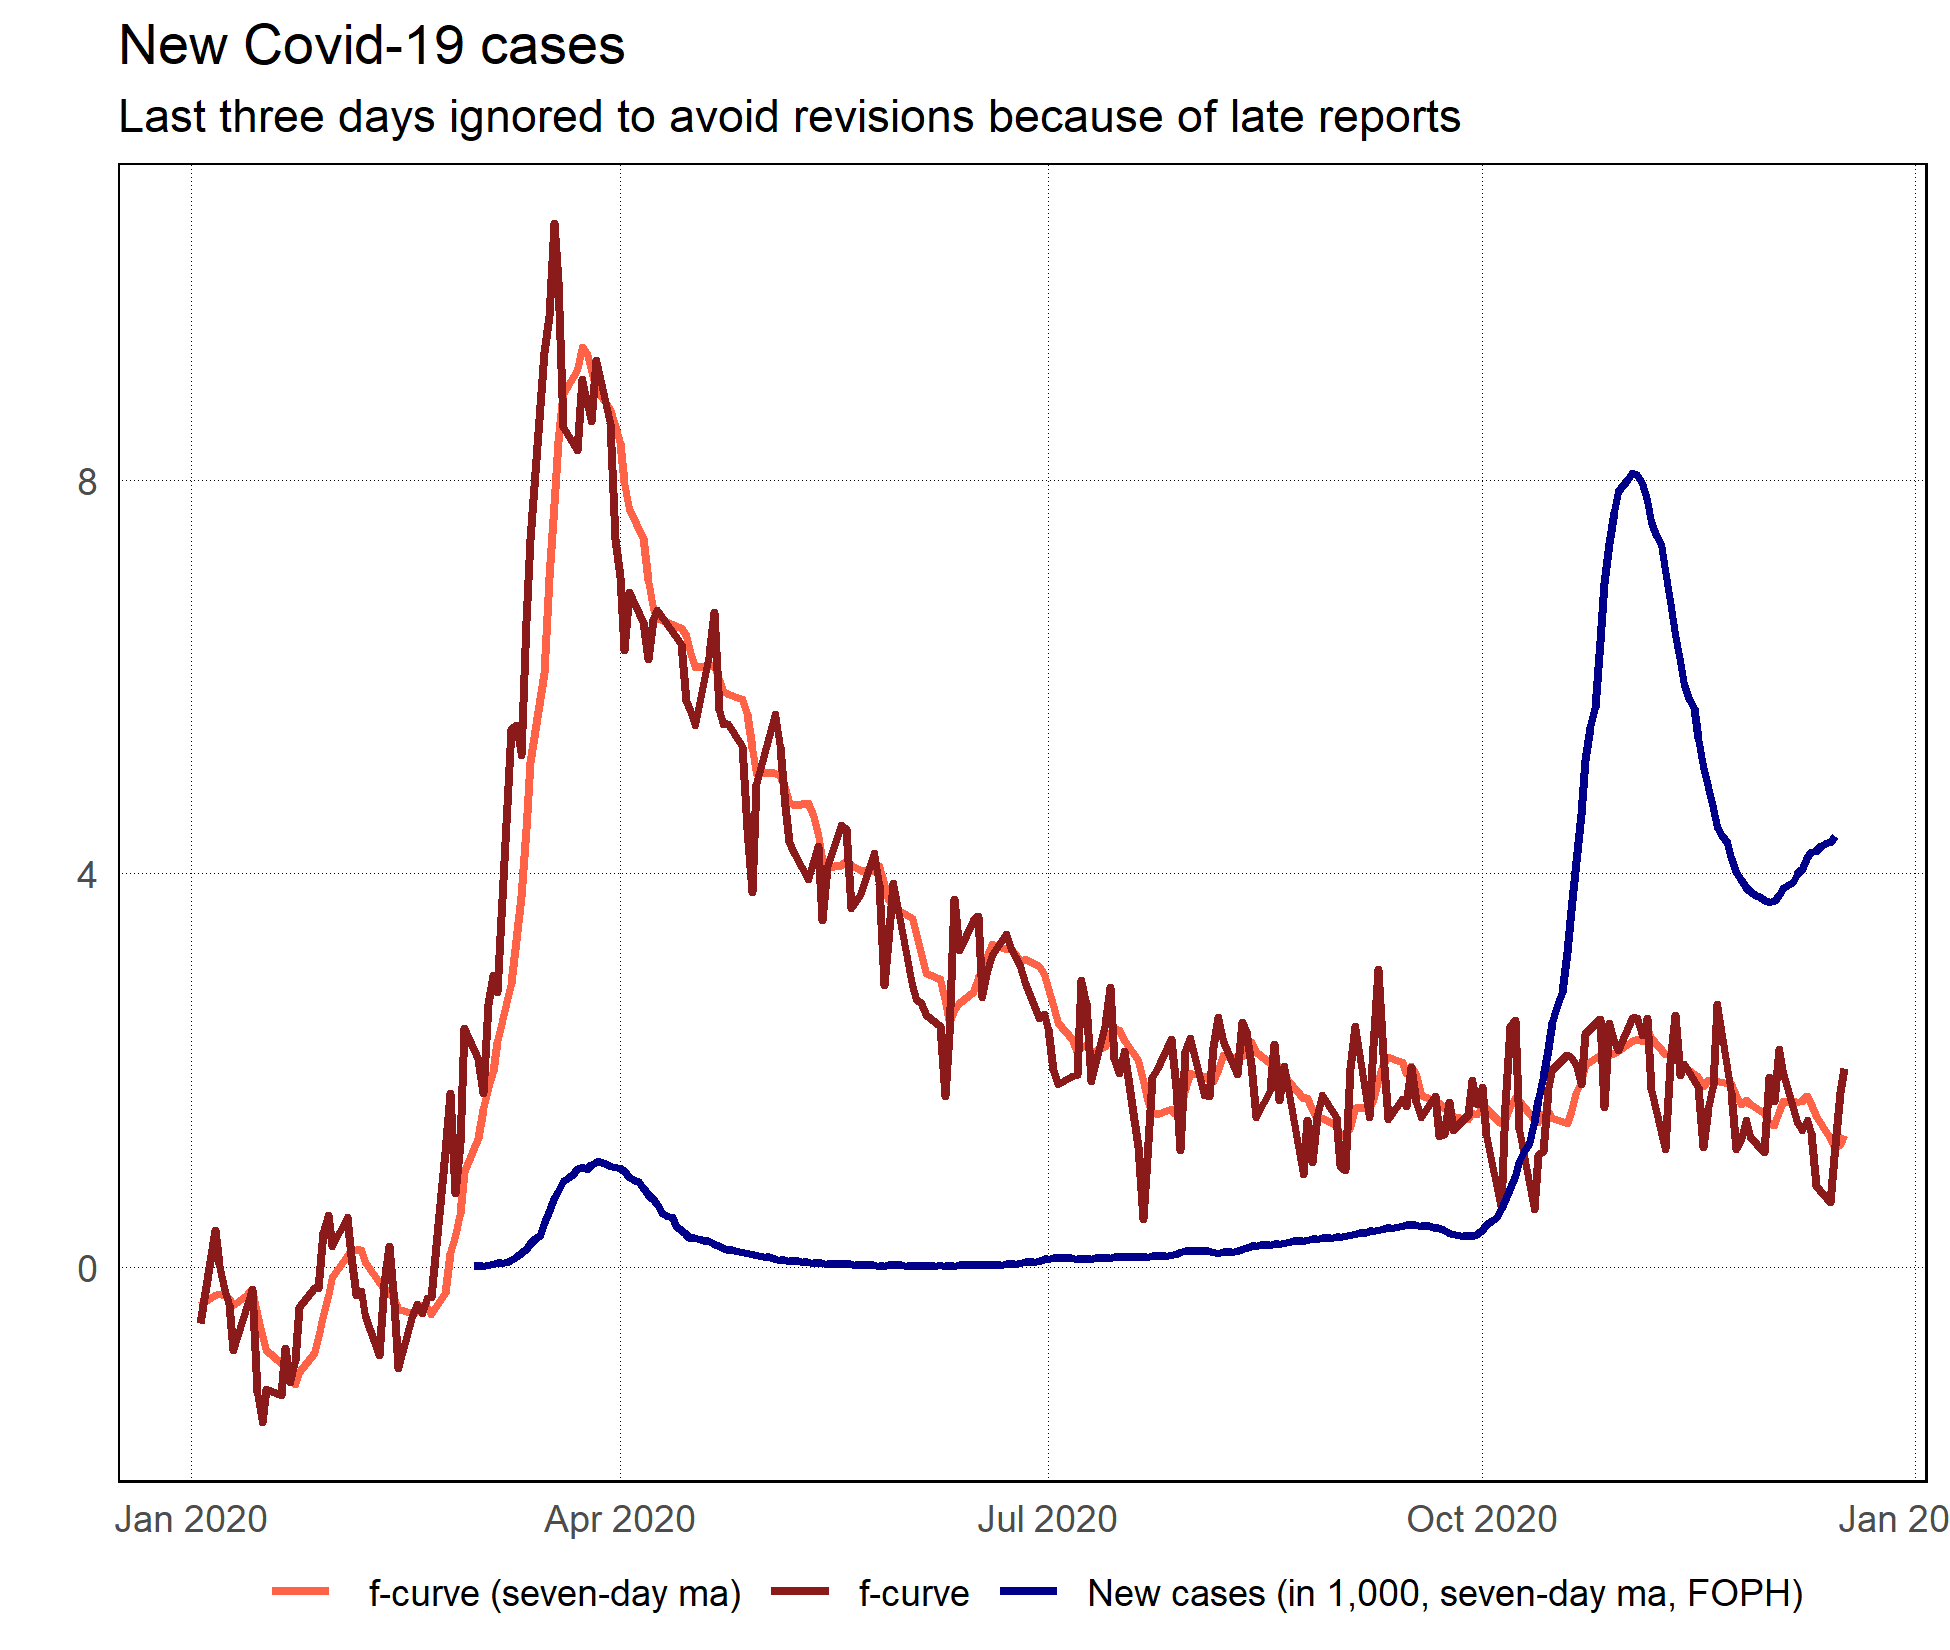 New Covid-19 cases
Last three days ignored to avoid revisions because of late reports
8
4
0
Jan 2020 Apr 2020 Jul 2020 Oct 2020 Jan 20
f-curve (seven-day ma) f-curve New cases (in 1,000, seven-day ma, FOPH)